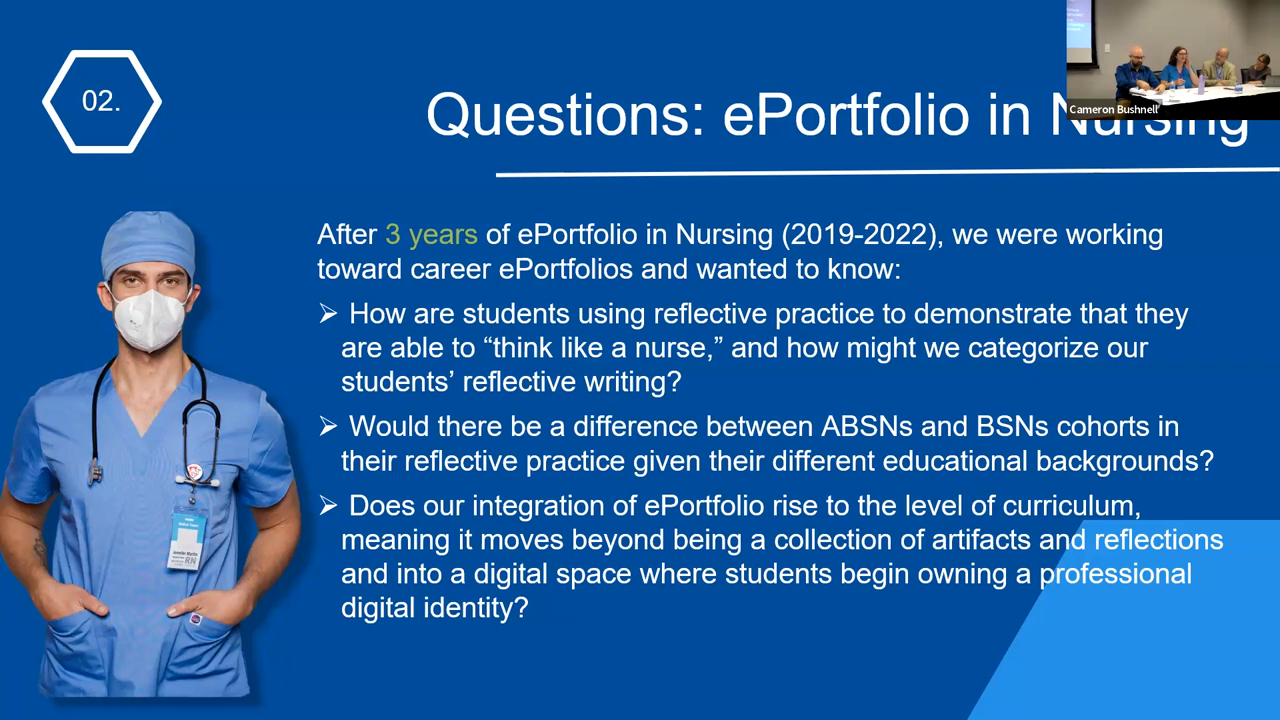 02.
Questions: ePortfolio in Nursing
Cameron Bushnell
After 3 years of ePortfolio in Nursing (2019-2022), we were working
toward career ePortfolios and wanted to know:
➢ How are students using reflective practice to demonstrate that they
are able to “think like a nurse,” and how might we categorize our
students’ reflective writing?
➢ Would there be a difference between ABSNs and BSNs cohorts in
their reflective practice given their different educational backgrounds?
➢ Does our integration of ePortfolio rise to the level of curriculum,
meaning it moves beyond being a collection of artifacts and reflections
and into a digital space where students begin owning a professional
digital identity?
RN